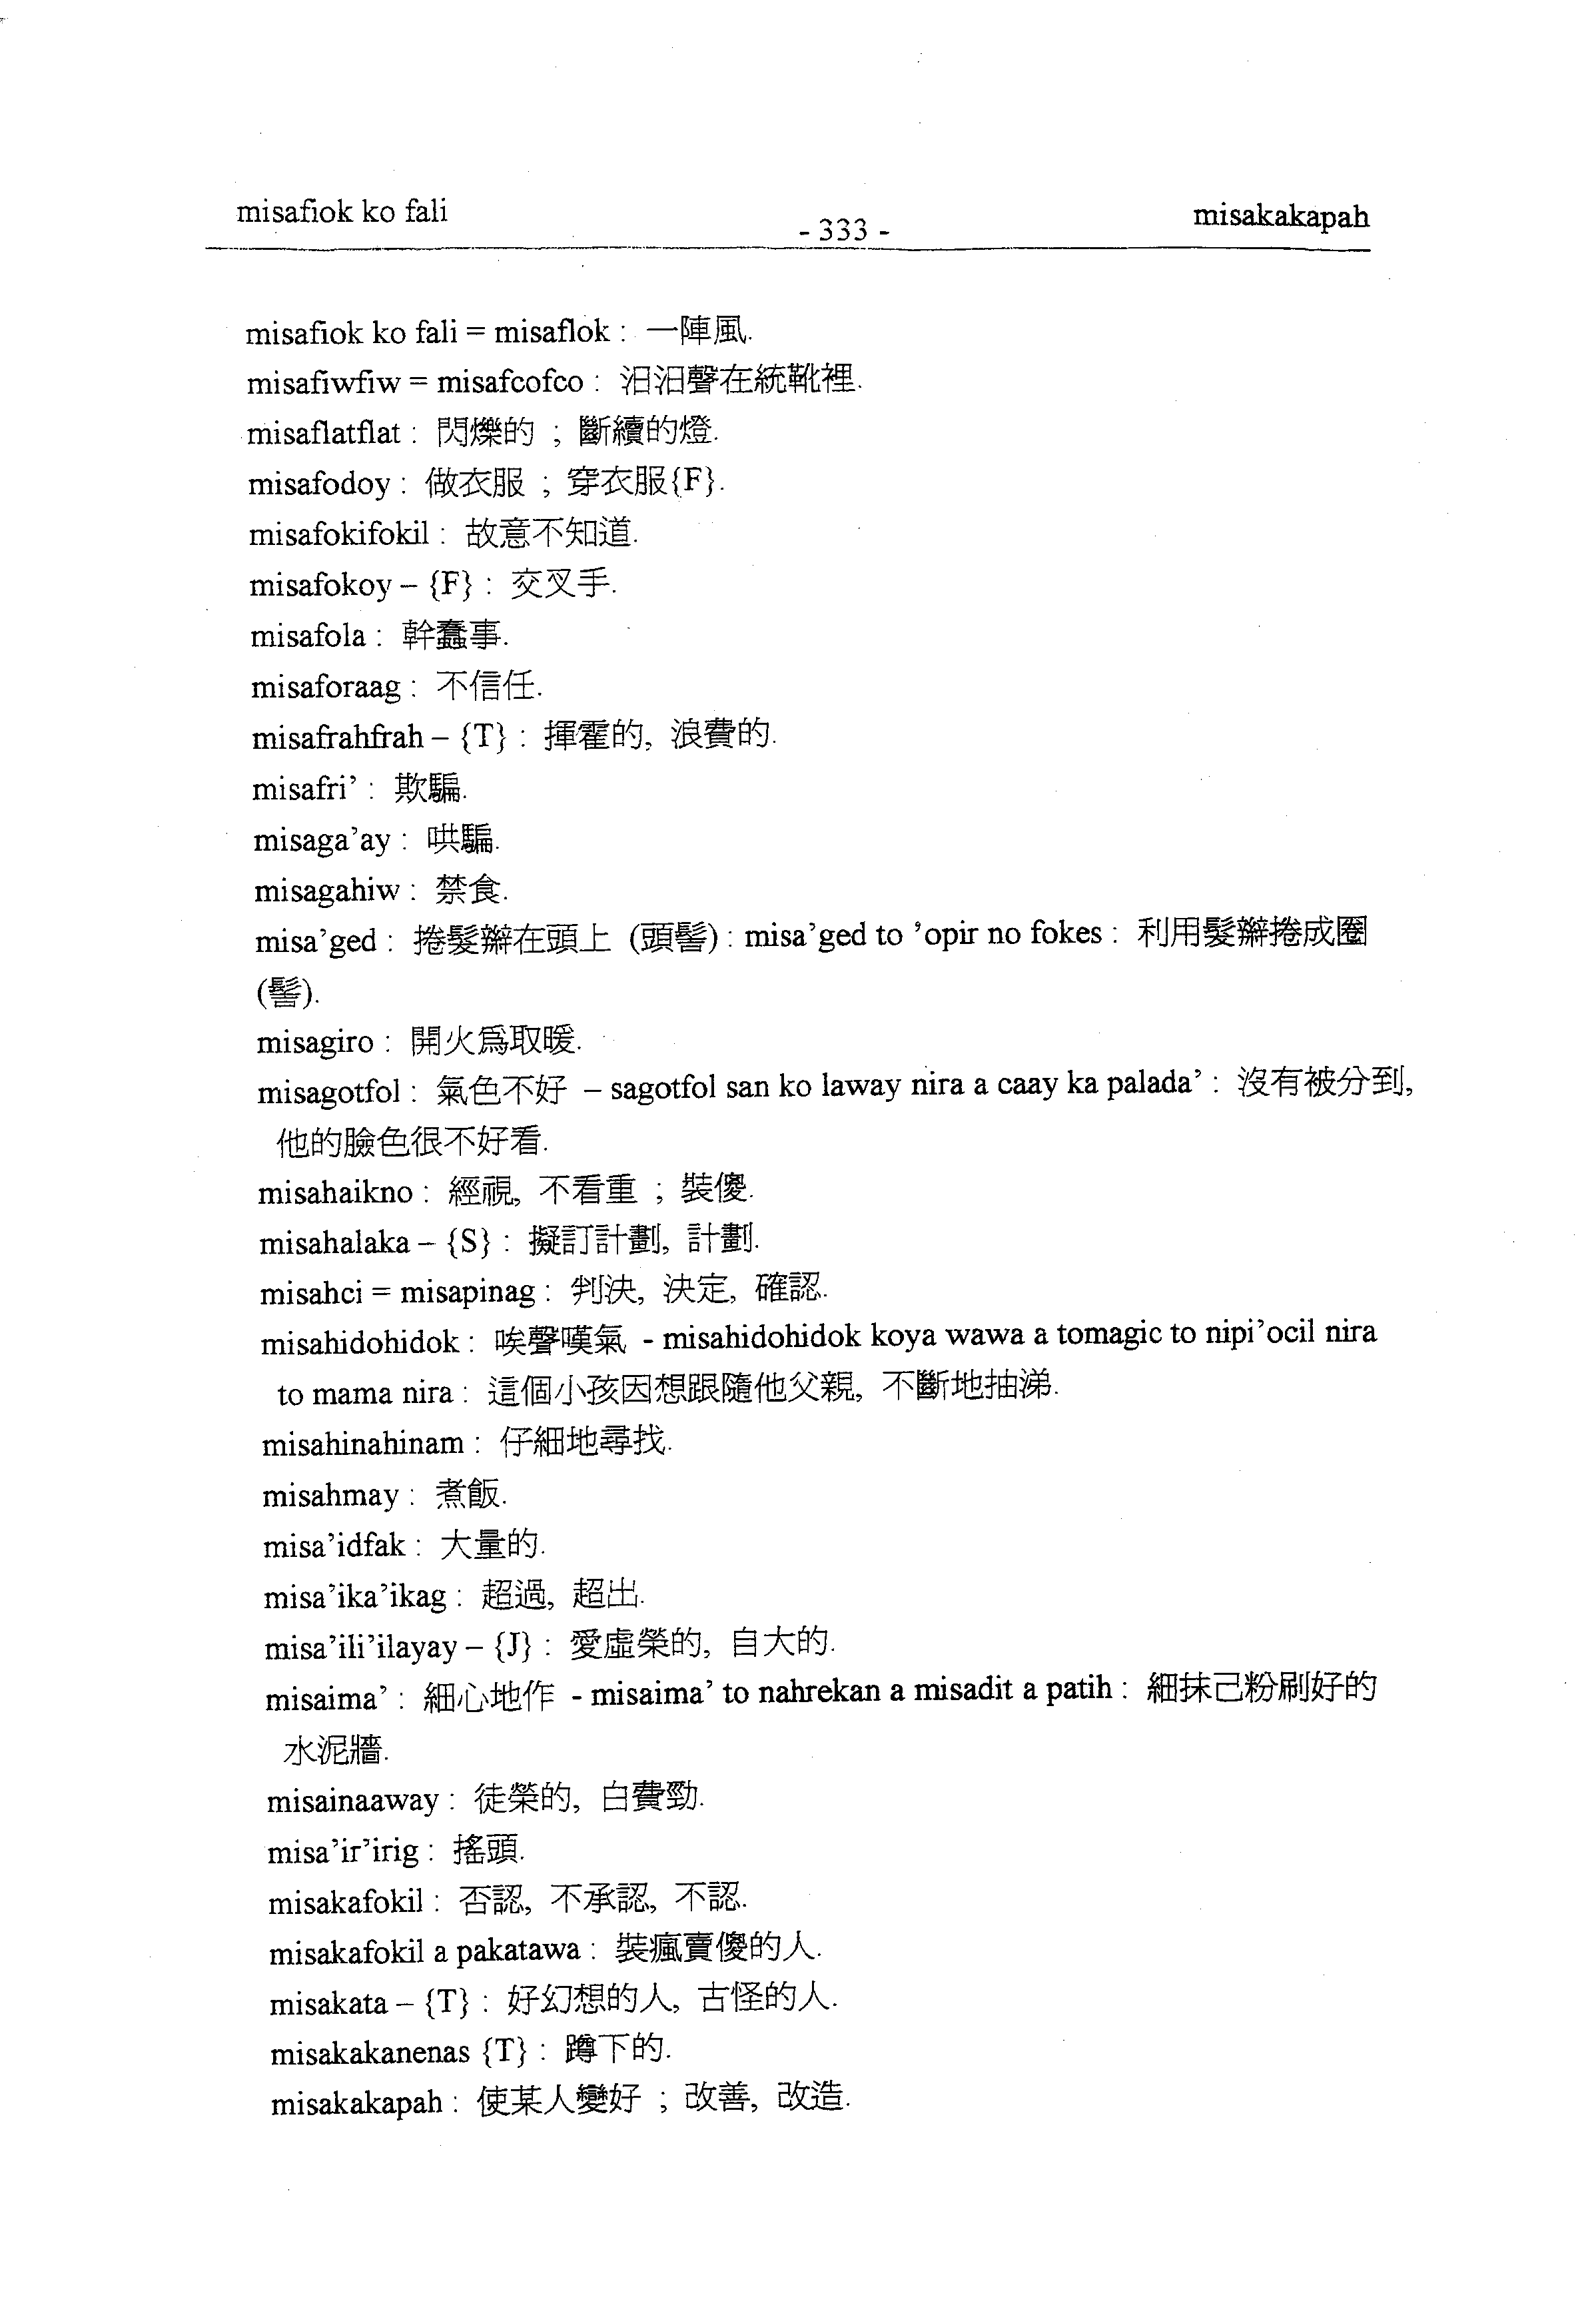 misafiok ko fali
- 333 -
misakakapah
misafiok ko fali = misaflok : 一陣風.
misafiwfiw = misafcofco : 汨汨聲在統靴裡.
misaflatflat : 閃爍的 ; 斷續的燈.
misafodoy : 做衣服 ; 穿衣服{F}.
misafokifokil : 故意不知道.
misafokoy – {F} : 交叉手.
misafola : 幹蠢事.
misaforaag : 不信任.
misafrahfrah – {T} : 揮霍的, 浪費的.
misafri’ : 欺騙.
misaga’ay : 哄騙.
misagahiw : 禁食.
misa’ged : 捲髮辮在頭上 (頭髻) : misa’ged to ’opir no fokes : 利用髮辮捲成圈
(髻).
misagiro : 開火爲取暖.
misagotfol : 氣色不好 – sagotfol san ko laway nira a caay ka palada’ : 沒有被分到,
他的臉色很不好看.
misahaikno : 經視, 不看重 ; 裝傻.
misahalaka – {S} : 擬訂計劃, 計劃.
misahci = misapinag : 判決, 決定, 確認.
misahidohidok : 唉聲嘆氣 - misahidohidok koya wawa a tomagic to nipi’ocil nira
to mama nira : 這個小孩因想跟隨他父親, 不斷地抽涕.
misahinahinam : 仔細地尋找.
misahmay : 煮飯.
misa’idfak : 大量的.
misa’ika’ikag : 超過, 超出.
misa’ili’ilayay – {J} : 愛虛榮的, 自大的.
misaima’ : 細心地作 - misaima’ to nahrekan a misadit a patih : 細抹己粉刷好的
水泥牆.
misainaaway : 徒榮的, 白費勁.
misa’ir’irig : 搖頭.
misakafokil : 否認, 不承認, 不認.
misakafokil a pakatawa : 裝瘋賣傻的人.
misakata – {T} : 好幻想的人, 古怪的人.
misakakanenas {T} : 蹲下的.
misakakapah : 使某人變好 ; 改善, 改造.